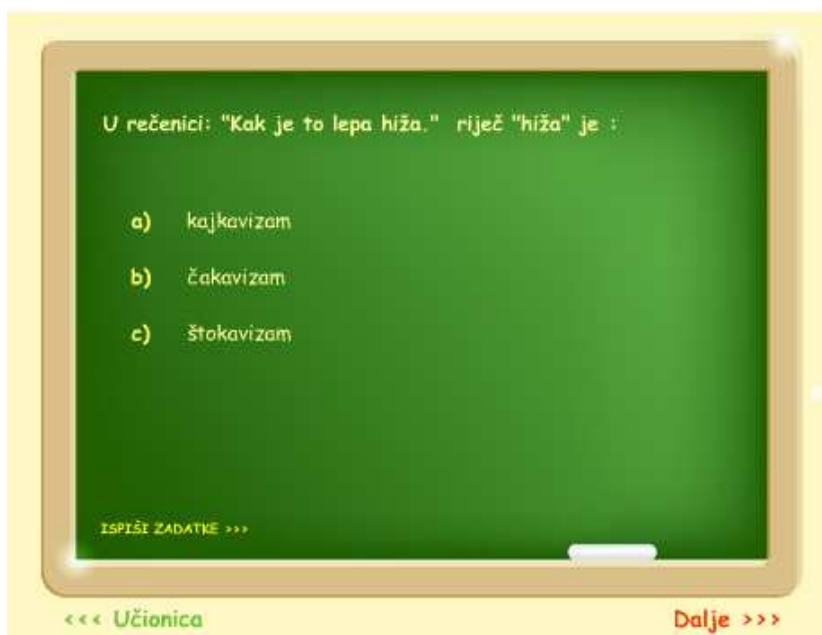 U rečenici: "Kak je to lepa hiža." riječ "hiža" je :
a) kajkavizam
b) čakavizam
c) štokavizam
ISPIŠI ZADATKE >>>
<<< Učionica
Dalje >>>